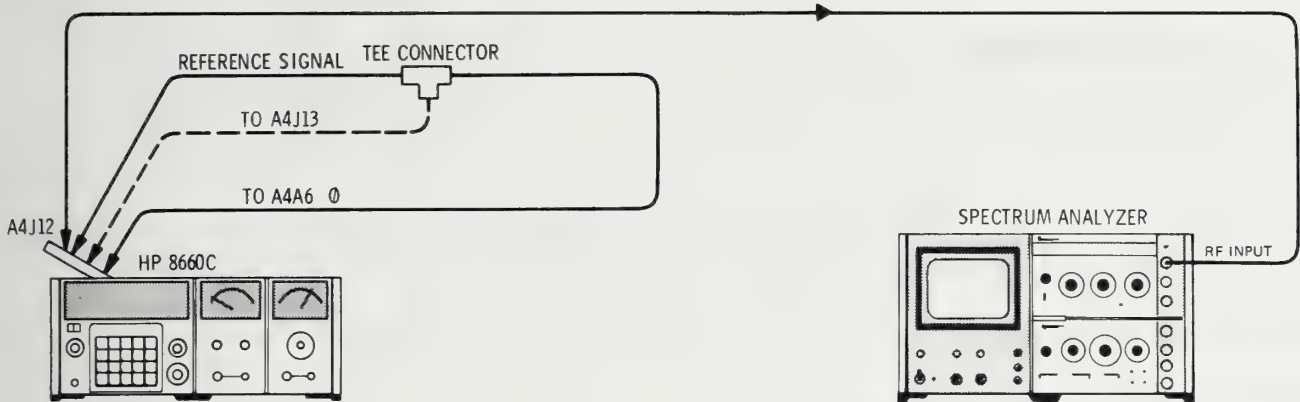 REFERENCE SIGNAL
TEE CONNECTOR
TO A4J13
TO A4A6 Ø
A4J12
HP 8660C
SPECTRUM ANALYZER
RF INPUT